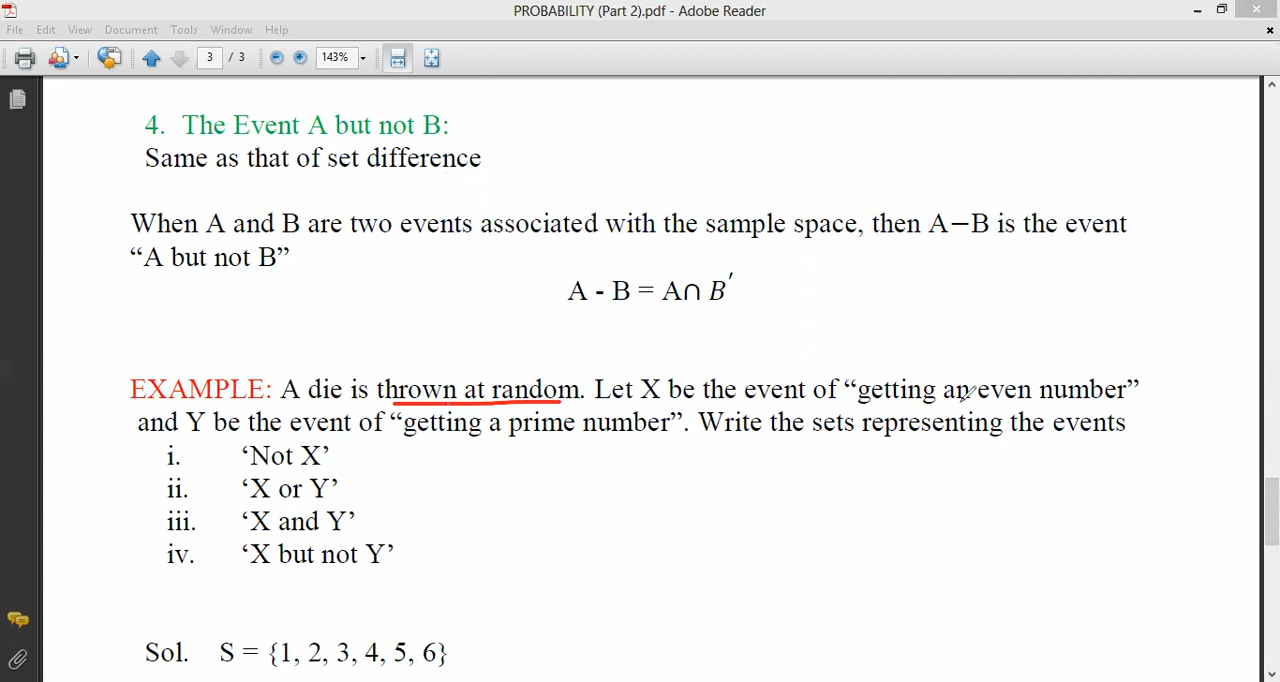 PROBABILITY (Part 2).pdf - Adobe Reader
File Edit View Document Tools Window Help
3 / 3 143%
4. The Event A but not B:
Same as that of set difference
When A and B are two events associated with the sample space, then A−B is the event
“A but not B”
A - B = A∩ B′
EXAMPLE: A die is thrown at random. Let X be the event of “getting an even number”
and Y be the event of “getting a prime number”. Write the sets representing the events
i. ‘Not X’
ii. ‘X or Y’
iii. ‘X and Y’
iv. ‘X but not Y’
Sol. S = {1, 2, 3, 4, 5, 6}